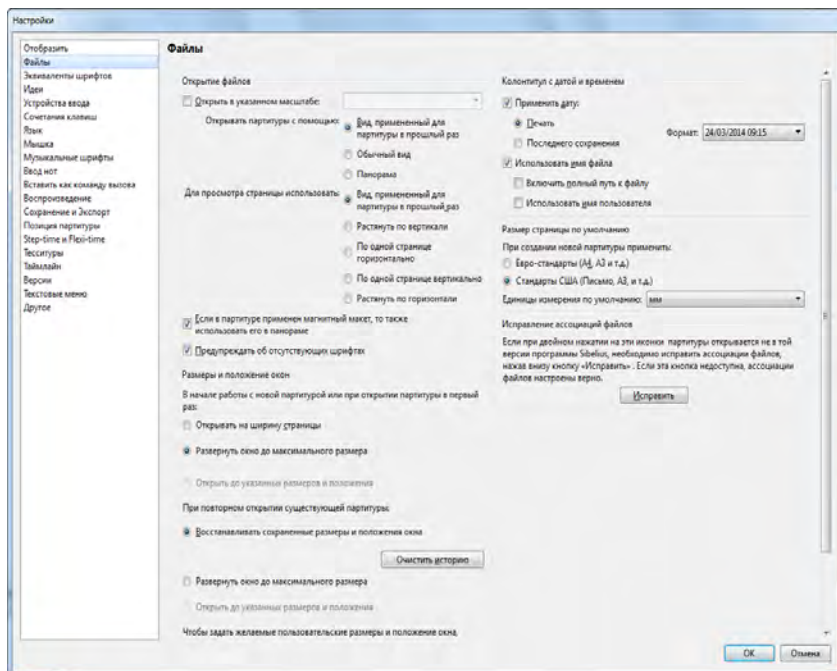 Настройки
Отобразить
Файлы
Эквиваленты шрифтов
Идеи
Устройства ввода
Сочетания клавиш
Язык
Мышка
Музыкальные шрифты
Ввод нот
Вставить как команду вызова
Воспроизведение
Сохранение и Экспорт
Позиция партитуры
Step-time и Flexi-time
Тесситуры
Таймлайн
Версии
Текстовые меню
Другое
Файлы
Открытие файлов
Открыть в указанном масштабе:
Открывать партитуры с помощью:
Вид, примененный для
партитуры в прошлый раз
Обычный вид
Панорама
Для просмотра страницы использовать:
Вид, примененный для
партитуры в прошлый раз
Растянуть по вертикали
По одной странице
горизонтально
По одной странице вертикально
Растянуть по горизонтали
Если в партитуре применен магнитный макет, то также
использовать его в панораме
Предупреждать об отсутствующих шрифтах
Размеры и положение окон
В начале работы с новой партитурой или при открытии партитуры в первый
раз:
Открывать на ширину страницы
Развернуть окно до максимального размера
Открыть до указанных размеров и положения
При повторном открытии существующей партитуры:
Восстанавливать сохраненные размеры и положения окна
Очистить историю
Развернуть окно до максимального размера
Открыть до указанных размеров и положения
Чтобы задать желаемые пользовательские размеры и положение окна,
Колонтитул с датой и временем
Применить дату:
Печать
Последнего сохранения
Формат: 24/03/2014 09:15
Использовать имя файла
Включить полный путь к файлу
Использовать имя пользователя
Размер страницы по умолчанию
При создании новой партитуры применить:
Евро-стандарты (A4, A3 и т.д.)
Стандарты США (Письмо, A3, и т.д.)
Единицы измерения по умолчанию: мм
Исправление ассоциаций файлов
Если при двойном нажатии на эти иконки партитуры открывается не в той
версии программы Sibelius, необходимо исправить ассоциации файлов,
нажав внизу кнопку «Исправить» . Если эта кнопка недоступна, ассоциации
файлов настроены верно.
Исправить
OK
Отмена